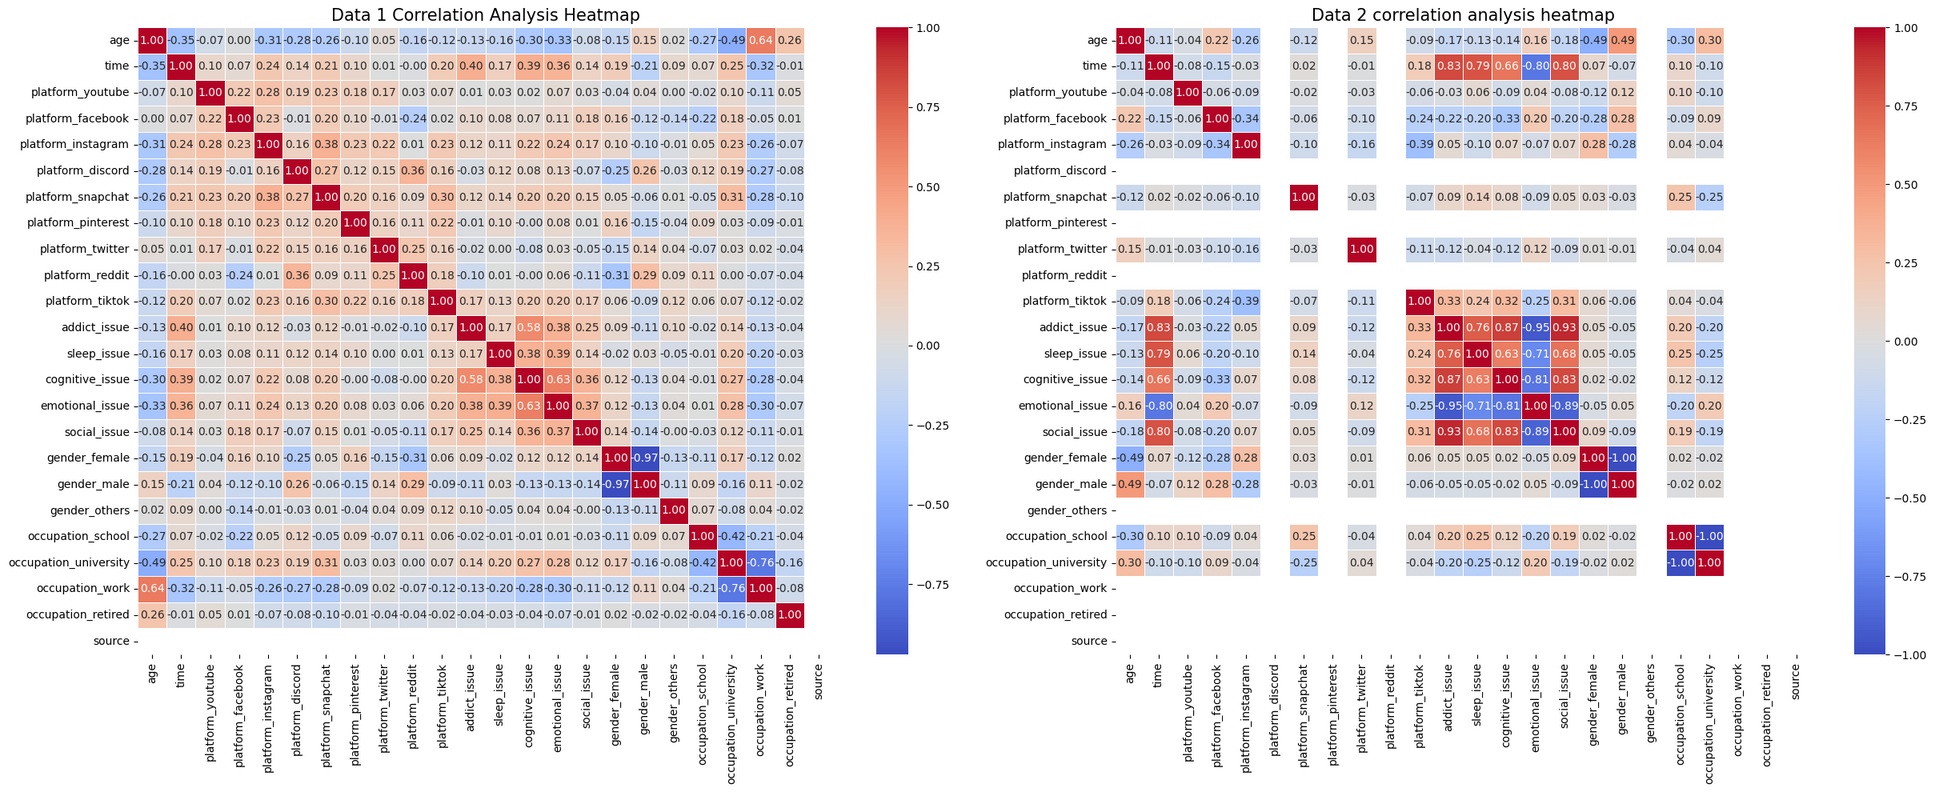 Data 1 Correlation Analysis Heatmap
age 1.00 -0.35 -0.07 0.00 -0.31 -0.28 -0.26 -0.10 0.05 -0.16 -0.12 -0.13 -0.16 -0.30 -0.33 -0.08 -0.15 0.15 0.02 -0.27 -0.49 0.64 0.26
time -0.35 1.00 0.10 0.07 0.24 0.14 0.21 0.10 0.01 -0.00 0.20 0.40 0.17 0.39 0.36 0.14 0.19 -0.21 0.09 0.07 0.25 -0.32 -0.01
platform_youtube -0.07 0.10 1.00 0.22 0.28 0.19 0.23 0.18 0.17 0.03 0.07 0.01 0.03 0.02 0.07 0.03 -0.04 0.04 0.00 -0.02 0.10 -0.11 0.05
platform_facebook 0.00 0.07 0.22 1.00 0.23 -0.01 0.20 0.10 -0.01 -0.24 0.02 0.10 0.08 0.07 0.11 0.18 0.16 -0.12 -0.14 -0.22 0.18 -0.05 0.01
platform_instagram -0.31 0.24 0.28 0.23 1.00 0.16 0.38 0.23 0.22 0.01 0.23 0.12 0.11 0.22 0.24 0.17 0.10 -0.10 -0.01 0.05 0.23 -0.26 -0.07
platform_discord -0.28 0.14 0.19 -0.01 0.16 1.00 0.27 0.12 0.15 0.36 0.16 -0.03 0.12 0.08 0.13 -0.07 -0.25 0.26 -0.03 0.12 0.19 -0.27 -0.08
platform_snapchat -0.26 0.21 0.23 0.20 0.38 0.27 1.00 0.20 0.16 0.09 0.30 0.12 0.14 0.20 0.20 0.15 0.05 -0.06 0.01 -0.05 0.31 -0.28 -0.10
platform_pinterest -0.10 0.10 0.18 0.10 0.23 0.12 0.20 1.00 0.16 0.11 0.22 -0.01 0.10 -0.00 0.08 0.01 0.16 -0.15 -0.04 0.09 0.03 -0.09 -0.01
platform_twitter 0.05 0.01 0.17 -0.01 0.22 0.15 0.16 0.16 1.00 0.25 0.16 -0.02 0.00 -0.08 0.03 -0.05 -0.15 0.14 0.04 -0.07 0.03 0.02 -0.04
platform_reddit -0.16 -0.00 0.03 -0.24 0.01 0.36 0.09 0.11 0.25 1.00 0.18 -0.10 0.01 -0.00 0.06 -0.11 -0.31 0.29 0.09 0.11 0.00 -0.07 -0.04
platform_tiktok -0.12 0.20 0.07 0.02 0.23 0.16 0.30 0.22 0.16 0.18 1.00 0.17 0.13 0.20 0.20 0.17 0.06 -0.09 0.12 0.06 0.07 -0.12 -0.02
addict_issue -0.13 0.40 0.01 0.10 0.12 -0.03 0.12 -0.01 -0.02 -0.10 0.17 1.00 0.17 0.58 0.38 0.25 0.09 -0.11 0.10 -0.02 0.14 -0.13 -0.04
sleep_issue -0.16 0.17 0.03 0.08 0.11 0.12 0.14 0.10 0.00 0.01 0.13 0.17 1.00 0.38 0.39 0.14 -0.02 0.03 -0.05 -0.01 0.20 -0.20 -0.03
cognitive_issue -0.30 0.39 0.02 0.07 0.22 0.08 0.20 -0.00 -0.08 -0.00 0.20 0.58 0.38 1.00 0.63 0.36 0.12 -0.13 0.04 -0.01 0.27 -0.28 -0.04
emotional_issue -0.33 0.36 0.07 0.11 0.24 0.13 0.20 0.08 0.03 0.06 0.20 0.38 0.39 0.63 1.00 0.37 0.12 -0.13 0.04 0.01 0.28 -0.30 -0.07
social_issue -0.08 0.14 0.03 0.18 0.17 -0.07 0.15 0.01 -0.05 -0.11 0.17 0.25 0.14 0.36 0.37 1.00 0.14 -0.14 -0.00 -0.03 0.12 -0.11 -0.01
gender_female -0.15 0.19 -0.04 0.16 0.10 -0.25 0.05 0.16 -0.15 -0.31 0.06 0.09 -0.02 0.12 0.12 0.14 1.00 -0.97 -0.13 -0.11 0.17 -0.12 0.02
gender_male 0.15 -0.21 0.04 -0.12 -0.10 0.26 -0.06 -0.15 0.14 0.29 -0.09 -0.11 0.03 -0.13 -0.13 -0.14 -0.97 1.00 -0.11 0.09 -0.16 0.11 -0.02
gender_others 0.02 0.09 0.00 -0.14 -0.01 -0.03 0.01 -0.04 0.04 0.09 0.12 0.10 -0.05 0.04 0.04 -0.00 -0.13 -0.11 1.00 0.07 -0.08 0.04 -0.02
occupation_school -0.27 0.07 -0.02 -0.22 0.05 0.12 -0.05 0.09 -0.07 0.11 0.06 -0.02 -0.01 -0.01 0.01 -0.03 -0.11 0.09 0.07 1.00 -0.42 -0.21 -0.04
occupation_university -0.49 0.25 0.10 0.18 0.23 0.19 0.31 0.03 0.03 0.00 0.07 0.14 0.20 0.27 0.28 0.12 0.17 -0.16 -0.08 -0.42 1.00 -0.76 -0.16
occupation_work 0.64 -0.32 -0.11 -0.05 -0.26 -0.27 -0.28 -0.09 0.02 -0.07 -0.12 -0.13 -0.20 -0.28 -0.30 -0.11 -0.12 0.11 0.04 -0.21 -0.76 1.00 -0.08
occupation_retired 0.26 -0.01 0.05 0.01 -0.07 -0.08 -0.10 -0.01 -0.04 -0.04 -0.02 -0.04 -0.03 -0.04 -0.07 -0.01 0.02 -0.02 -0.02 -0.04 -0.16 -0.08 1.00
source
age time platform_youtube platform_facebook platform_instagram platform_discord platform_snapchat platform_pinterest platform_twitter platform_reddit platform_tiktok addict_issue sleep_issue cognitive_issue emotional_issue social_issue gender_female gender_male gender_others occupation_school occupation_university occupation_work occupation_retired source
1.00
0.75
0.50
0.25
0.00
−0.25
−0.50
−0.75
Data 2 correlation analysis heatmap
age 1.00 -0.11 -0.04 0.22 -0.26 -0.12 0.15 -0.09 -0.17 -0.13 -0.14 0.16 -0.18 -0.49 0.49 -0.30 0.30
time -0.11 1.00 -0.08 -0.15 -0.03 0.02 -0.01 0.18 0.83 0.79 0.66 -0.80 0.80 0.07 -0.07 0.10 -0.10
platform_youtube -0.04 -0.08 1.00 -0.06 -0.09 -0.02 -0.03 -0.06 -0.03 0.06 -0.09 0.04 -0.08 -0.12 0.12 0.10 -0.10
platform_facebook 0.22 -0.15 -0.06 1.00 -0.34 -0.06 -0.10 -0.24 -0.22 -0.20 -0.33 0.20 -0.20 -0.28 0.28 -0.09 0.09
platform_instagram -0.26 -0.03 -0.09 -0.34 1.00 -0.10 -0.16 -0.39 0.05 -0.10 0.07 -0.07 0.07 0.28 -0.28 0.04 -0.04
platform_discord
platform_snapchat -0.12 0.02 -0.02 -0.06 -0.10 1.00 -0.03 -0.07 0.09 0.14 0.08 -0.09 0.05 0.03 -0.03 0.25 -0.25
platform_pinterest
platform_twitter 0.15 -0.01 -0.03 -0.10 -0.16 -0.03 1.00 -0.11 -0.12 -0.04 -0.12 0.12 -0.09 0.01 -0.01 -0.04 0.04
platform_reddit
platform_tiktok -0.09 0.18 -0.06 -0.24 -0.39 -0.07 -0.11 1.00 0.33 0.24 0.32 -0.25 0.31 0.06 -0.06 0.04 -0.04
addict_issue -0.17 0.83 -0.03 -0.22 0.05 0.09 -0.12 0.33 1.00 0.76 0.87 -0.95 0.93 0.05 -0.05 0.20 -0.20
sleep_issue -0.13 0.79 0.06 -0.20 -0.10 0.14 -0.04 0.24 0.76 1.00 0.63 -0.71 0.68 0.05 -0.05 0.25 -0.25
cognitive_issue -0.14 0.66 -0.09 -0.33 0.07 0.08 -0.12 0.32 0.87 0.63 1.00 -0.81 0.83 0.02 -0.02 0.12 -0.12
emotional_issue 0.16 -0.80 0.04 0.20 -0.07 -0.09 0.12 -0.25 -0.95 -0.71 -0.81 1.00 -0.89 -0.05 0.05 -0.20 0.20
social_issue -0.18 0.80 -0.08 -0.20 0.07 0.05 -0.09 0.31 0.93 0.68 0.83 -0.89 1.00 0.09 -0.09 0.19 -0.19
gender_female -0.49 0.07 -0.12 -0.28 0.28 0.03 0.01 0.06 0.05 0.05 0.02 -0.05 0.09 1.00 -1.00 0.02 -0.02
gender_male 0.49 -0.07 0.12 0.28 -0.28 -0.03 -0.01 -0.06 -0.05 -0.05 -0.02 0.05 -0.09 -1.00 1.00 -0.02 0.02
gender_others
occupation_school -0.30 0.10 0.10 -0.09 0.04 0.25 -0.04 0.04 0.20 0.25 0.12 -0.20 0.19 0.02 -0.02 1.00 -1.00
occupation_university 0.30 -0.10 -0.10 0.09 -0.04 -0.25 0.04 -0.04 -0.20 -0.25 -0.12 0.20 -0.19 -0.02 0.02 -1.00 1.00
occupation_work
occupation_retired
source
age time platform_youtube platform_facebook platform_instagram platform_discord platform_snapchat platform_pinterest platform_twitter platform_reddit platform_tiktok addict_issue sleep_issue cognitive_issue emotional_issue social_issue gender_female gender_male gender_others occupation_school occupation_university occupation_work occupation_retired source
1.00
0.75
0.50
0.25
0.00
−0.25
−0.50
−0.75
−1.00